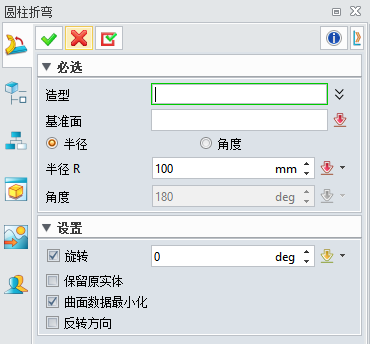 圆柱折弯
必选
造型
基准面
半径 角度
半径 R 100 mm
角度 180 deg
设置
旋转 0 deg
保留原实体
曲面数据最小化
反转方向